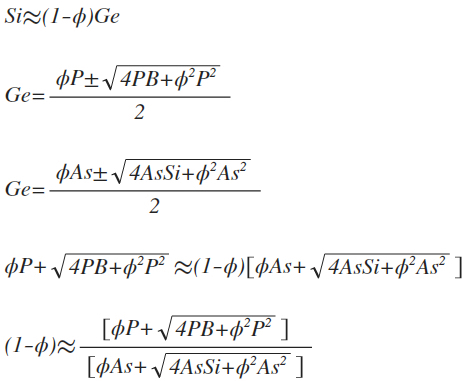 Si≈(1-ϕ)Ge
Ge=ϕP±√4PB+ϕ²P²/2
Ge=ϕAs±√4AsSi+ϕ²As²/2
ϕP+√4PB+ϕ²P² ≈(1-ϕ)[ϕAs+√4AsSi+ϕ²As² ]
(1-ϕ)≈[ϕP+√4PB+ϕ²P² ]/[ϕAs+√4AsSi+ϕ²As² ]